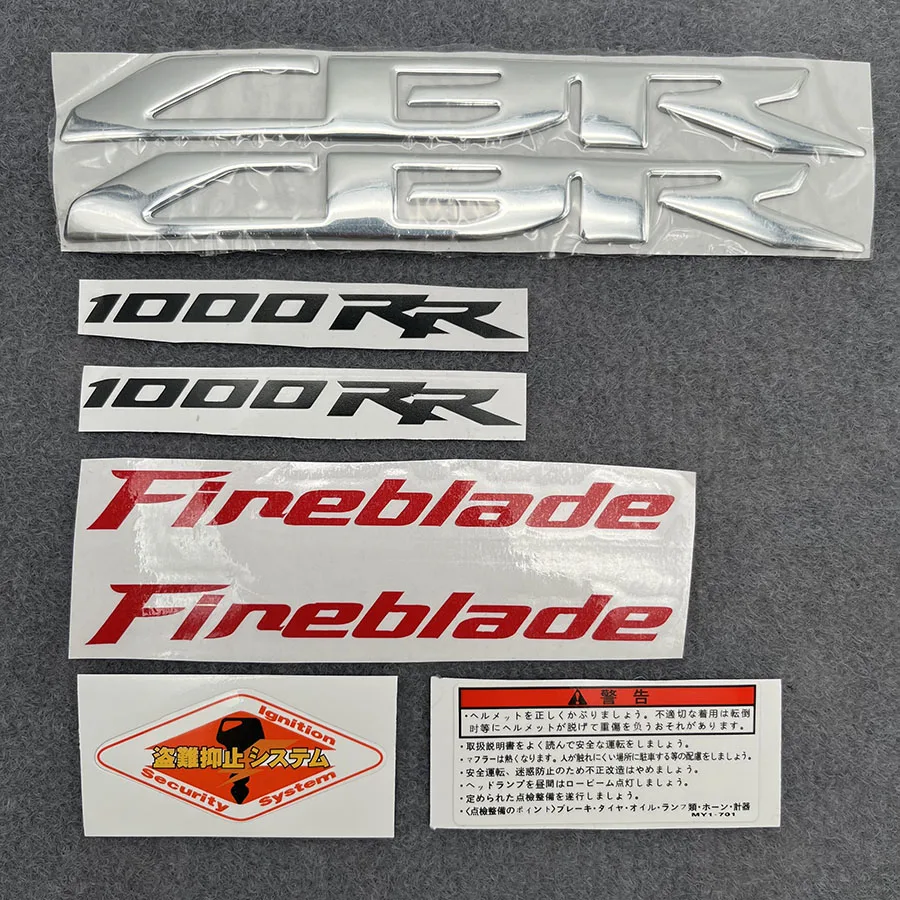 CBR
CBR
1000RR
1000RR
Fireblade
Fireblade
Ignition
盗難抑止システム
Security System
警告
・ヘルメットを正しくかぶりましょう。不適切な着用は転倒
時等にヘルメットが脱げて重傷を負うおそれがあります。
・取扱説明書をよく読んで安全な運転をしましょう。
・マフラーは熱くなります。人が触れにくい場所に駐車する等の配慮をしましょう。
・安全運転、迷惑防止のため不正改造はやめましょう。
・ヘッドランプを昼間はロービーム点灯しましょう。
・定められた点検整備を遂行しましょう。
・〈点検整備のポイント〉ブレーキ・タイヤ・オイル・ランプ類・ホーン・計器
MY1-701